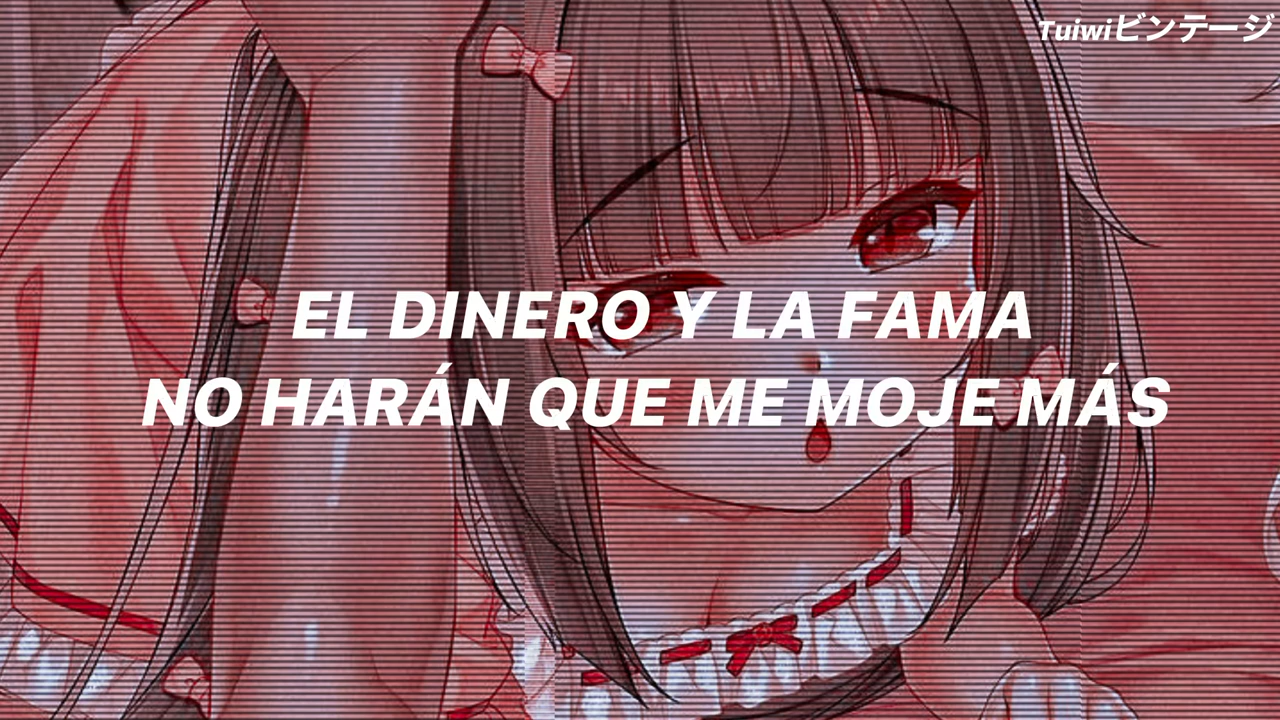 Tuiwiビンテージ
EL DINERO Y LA FAMA
NO HARÁN QUE ME MOJE MÁS